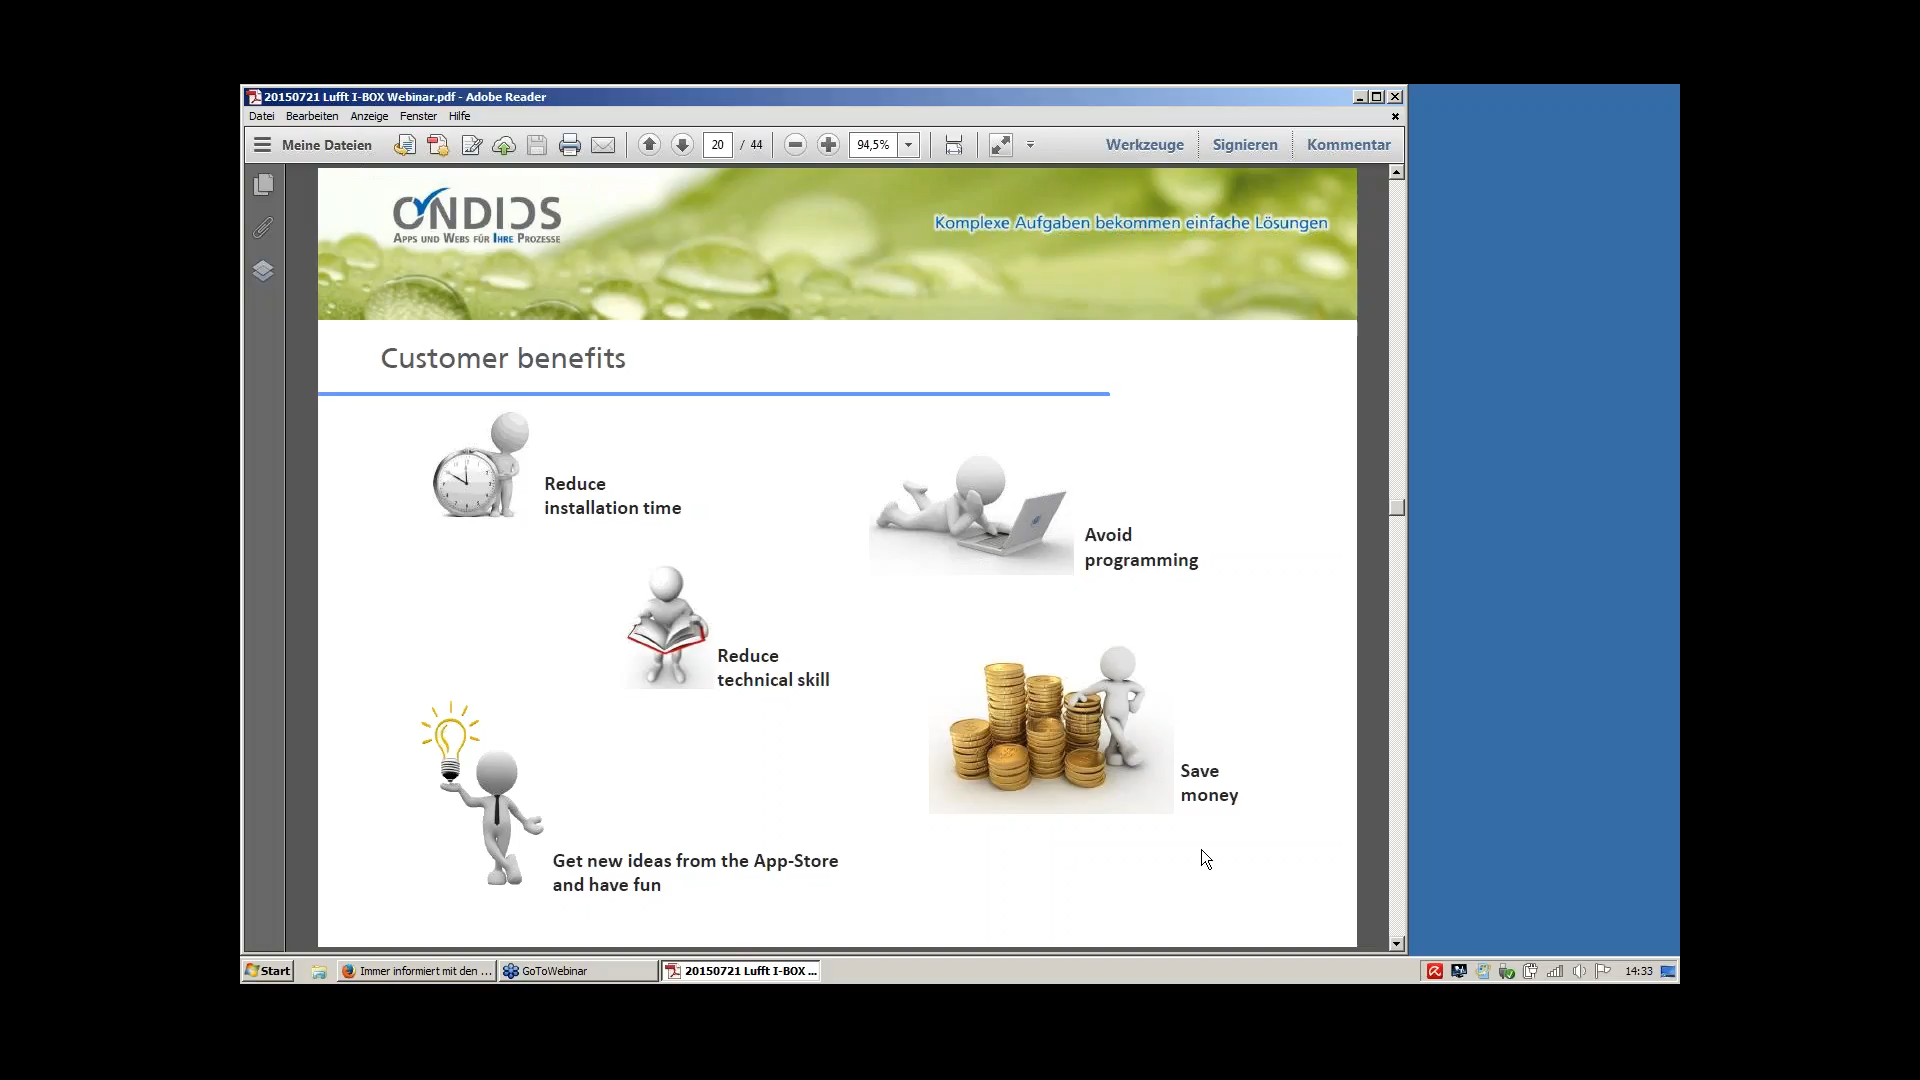 20150721 Lufft I-BOX Webinar.pdf - Adobe Reader
Datei Bearbeiten Anzeige Fenster Hilfe
Meine Dateien 20 / 44 94,5% Werkzeuge Signieren Kommentar
ONDICS
APPS UND WEBS FÜR IHRE PROZESSE
Komplexe Aufgaben bekommen einfache Lösungen
Customer benefits
Reduce
installation time
Avoid
programming
Reduce
technical skill
Save
money
Get new ideas from the App-Store
and have fun
Start Immer informiert mit den ... GoToWebinar 20150721 Lufft I-BOX ... 14:33